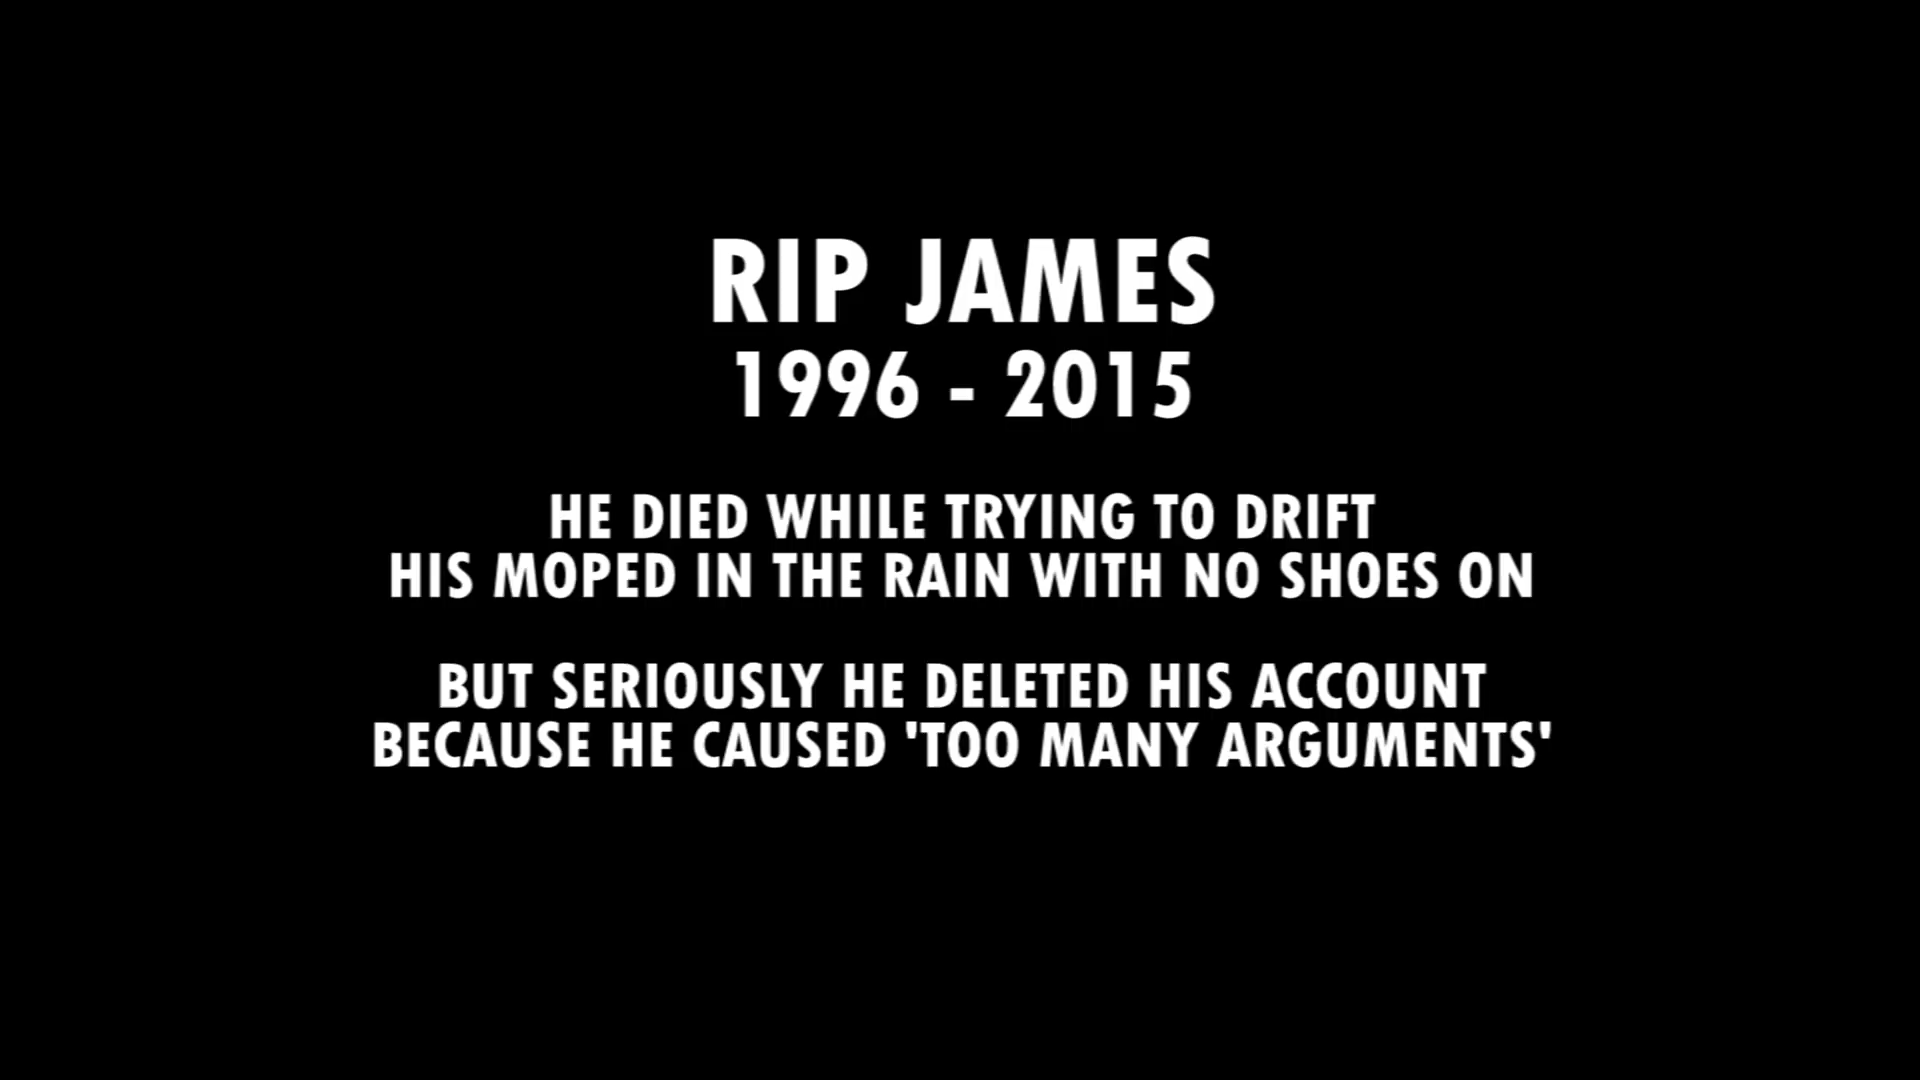 RIP JAMES
1996 - 2015
HE DIED WHILE TRYING TO DRIFT
HIS MOPED IN THE RAIN WITH NO SHOES ON
BUT SERIOUSLY HE DELETED HIS ACCOUNT
BECAUSE HE CAUSED 'TOO MANY ARGUMENTS'